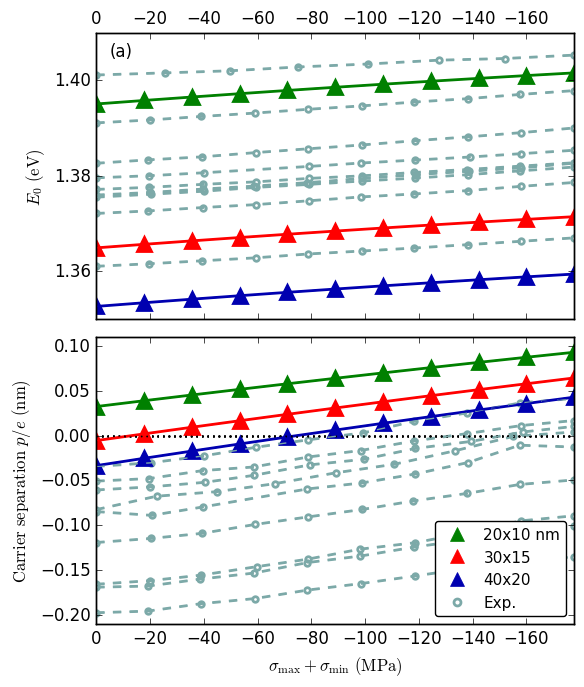 0 −20 −40 −60 −80 −100 −120 −140 −160
(a)
1.40
1.38
1.36
E₀ (eV)
0.10
0.05
0.00
−0.05
−0.10
−0.15
−0.20
Carrier separation p/e (nm)
20x10 nm
30x15
40x20
Exp.
0 −20 −40 −60 −80 −100 −120 −140 −160
σmax + σmin (MPa)